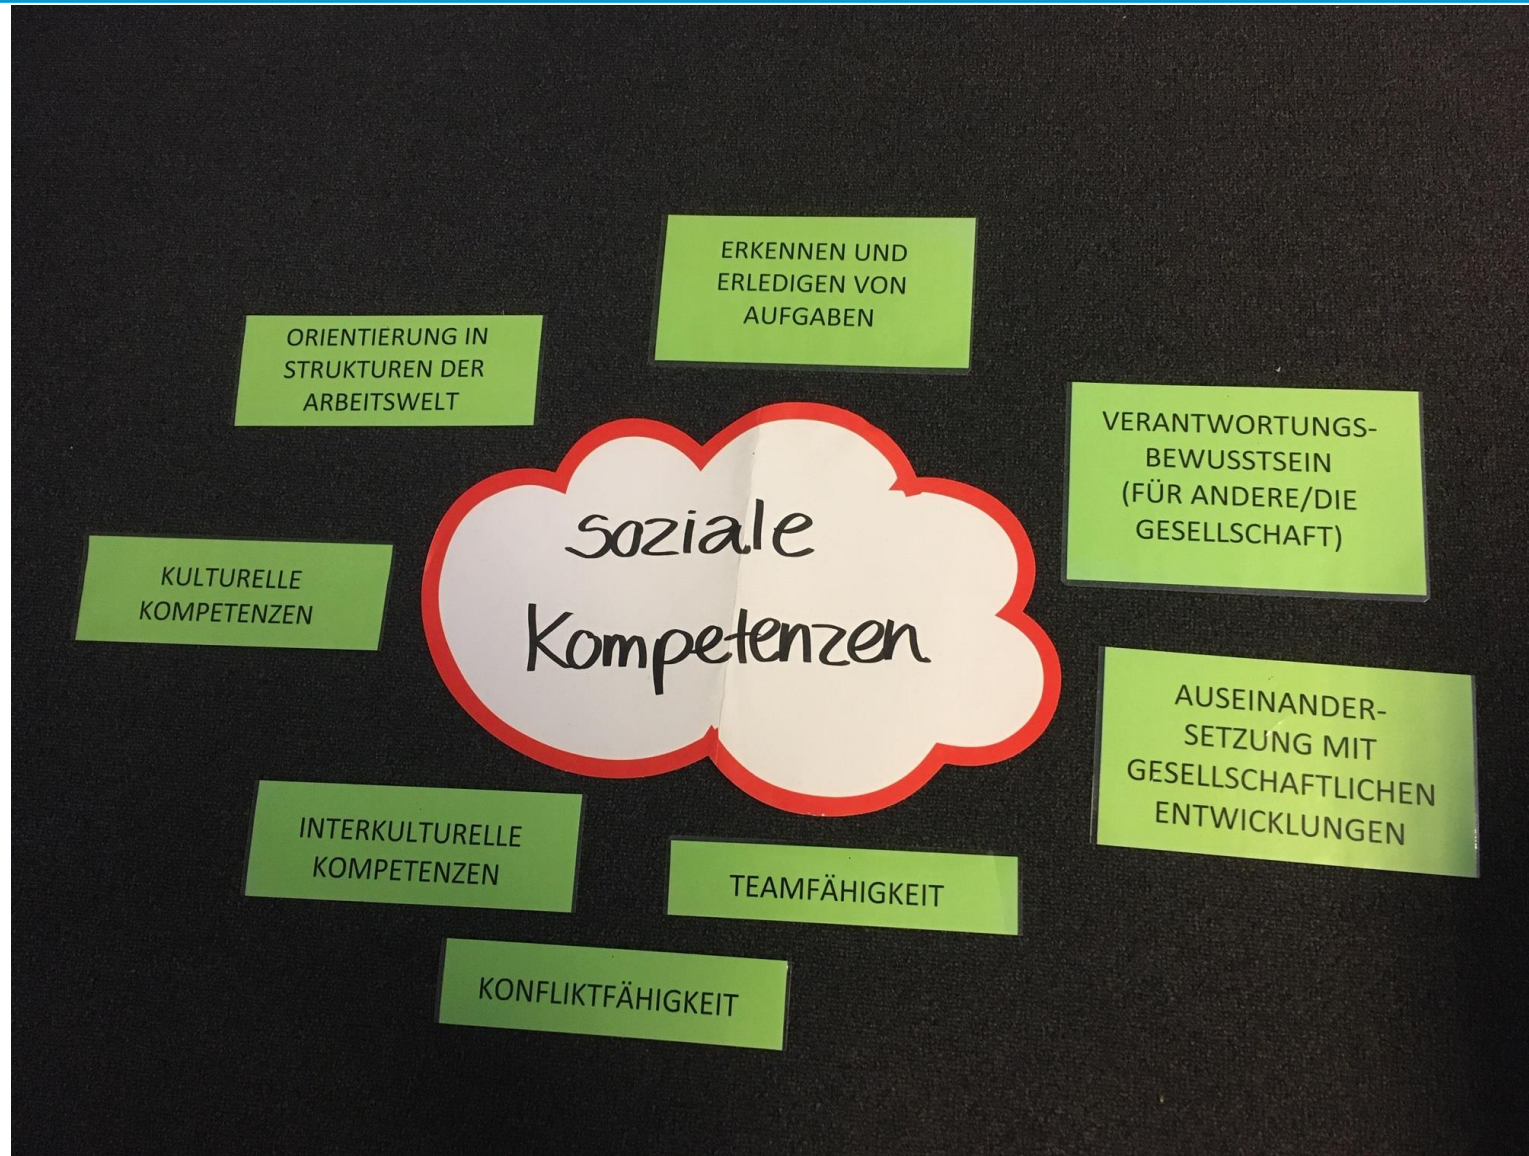 ERKENNEN UND
ERLEDIGEN VON
AUFGABEN
ORIENTIERUNG IN
STRUKTUREN DER
ARBEITSWELT
VERANTWORTUNGS-
BEWUSSTSEIN
(FÜR ANDERE/DIE
GESELLSCHAFT)
soziale
Kompetenzen
KULTURELLE
KOMPETENZEN
AUSEINANDER-
SETZUNG MIT
GESELLSCHAFTLICHEN
ENTWICKLUNGEN
INTERKULTURELLE
KOMPETENZEN
TEAMFÄHIGKEIT
KONFLIKTFÄHIGKEIT